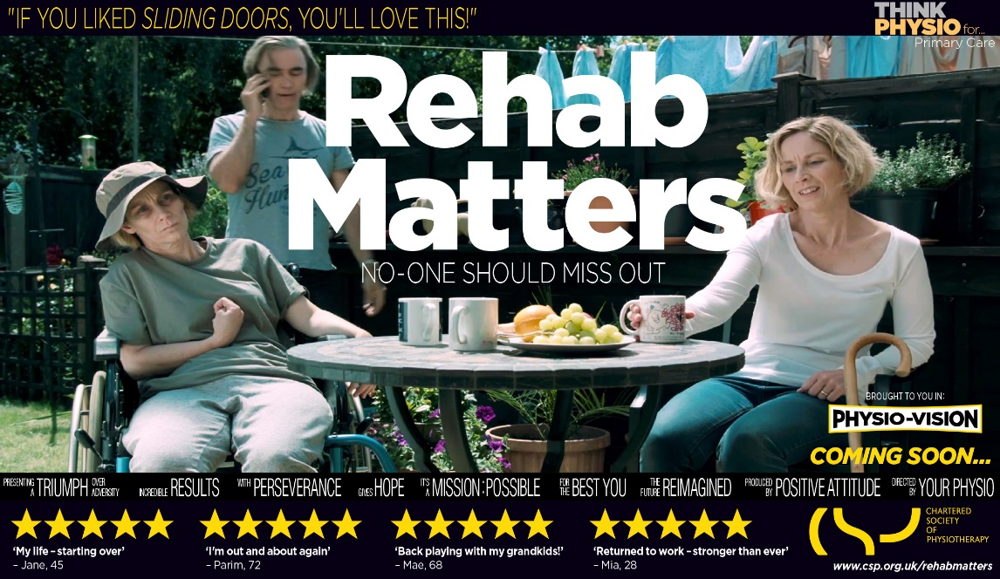 "IF YOU LIKED SLIDING DOORS, YOU'LL LOVE THIS!"
THINK
PHYSIO for...
Primary Care
Rehab
Matters
NO-ONE SHOULD MISS OUT
Sea
Hun
BROUGHT TO YOU IN:
PHYSIO-VISION
COMING SOON...
PRESENTING A TRIUMPH OVER ADVERSITY INCREDIBLE RESULTS WITH PERSEVERANCE GIVES HOPE IT'S A MISSION:POSSIBLE FOR THE BEST YOU THE FUTURE REIMAGINED PRODUCED BY POSITIVE ATTITUDE DIRECTED BY YOUR PHYSIO
'My life – starting over'
– Jane, 45
'I'm out and about again'
– Parim, 72
'Back playing with my grandkids!'
– Mae, 68
'Returned to work – stronger than ever'
– Mia, 28
CHARTERED
SOCIETY
OF
PHYSIOTHERAPY
www.csp.org.uk/rehabmatters